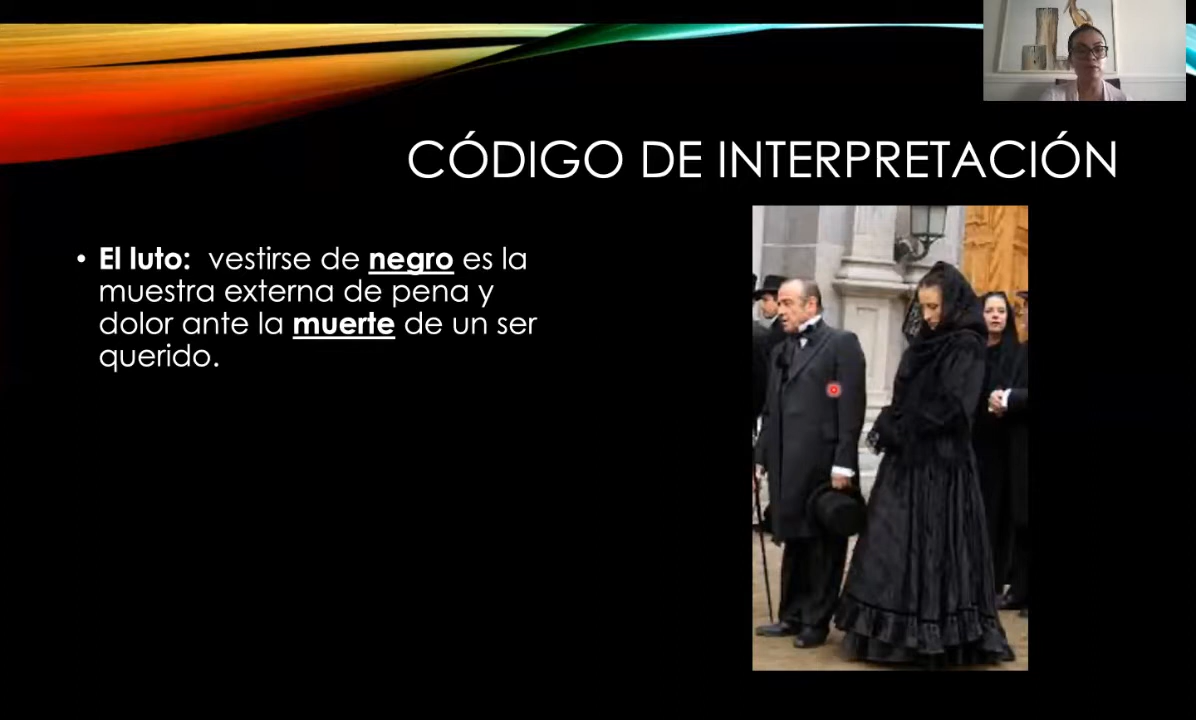 CÓDIGO DE INTERPRETACIÓN
• El luto: vestirse de negro es la
muestra externa de pena y
dolor ante la muerte de un ser
querido.